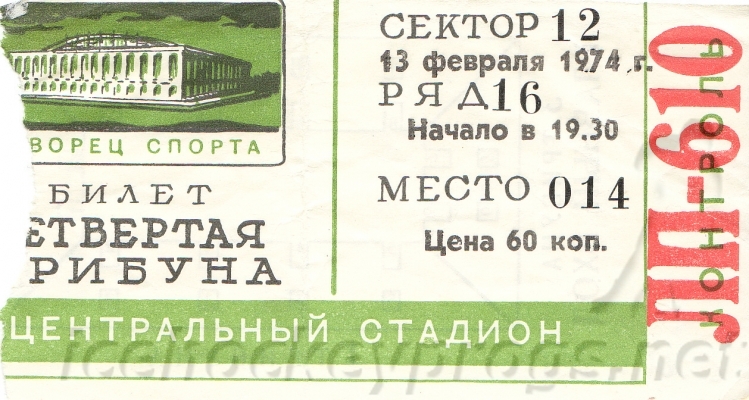 ВОРЕЦ СПОРТА
БИЛЕТ
ЕТВЕРТАЯ
РИБУНА
ЦЕНТРАЛЬНЫЙ СТАДИОН
СЕКТОР 12
13 февраля 1974 г.
РЯД 16
Начало в 19.30
МЕСТО 014
Цена 60 коп.
КОНТРОЛЬ
ЛП-610
icehockeyprogs.net